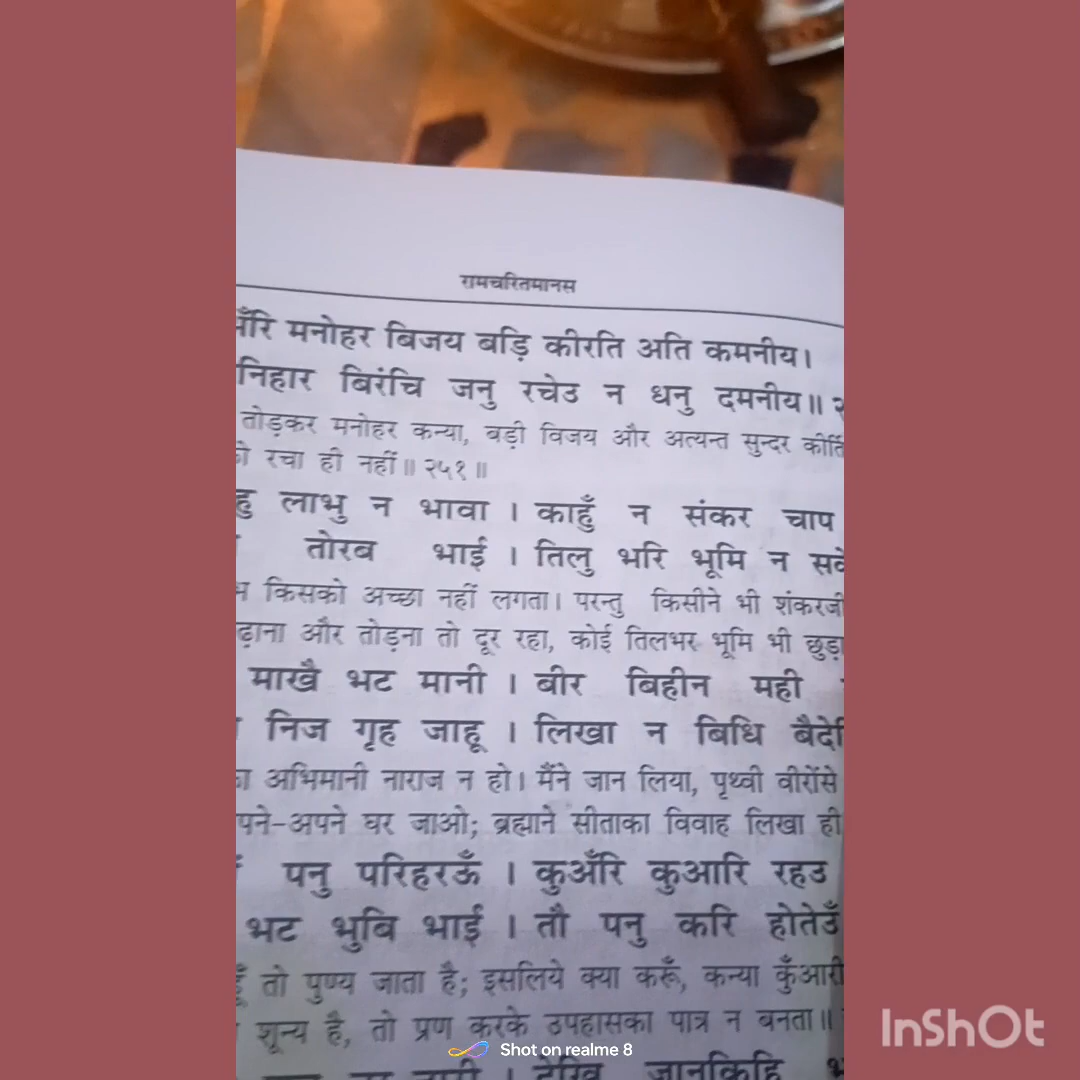 रामचरितमानस
मनोहर बिजय बड़ि कीरति अति कमनीय।
निहार बिरंचि जनु रचेउ न धनु दमनीय॥
तोड़कर मनोहर कन्या, बड़ी विजय और अत्यन्त सुन्दर कीर्ति
रचा ही नहीं॥ २५१॥
हु लाभु न भावा । काहुँ न संकर चाप
तोरब भाई । तिलु भरि भूमि न
किसको अच्छा नहीं लगता। परन्तु किसीने भी शंकरजी
ढ़ाना और तोड़ना तो दूर रहा, कोई तिलभर भूमि भी छुड़ा
माखै भट मानी । बीर बिहीन मही
निज गृह जाहू । लिखा न बिधि बैदेहि
अभिमानी नाराज न हो। मैंने जान लिया, पृथ्वी वीरोंसे
पने-अपने घर जाओ; ब्रह्माने सीताका विवाह लिखा ही
पनु परिहरऊँ । कुअँरि कुआरि रहउ
भट भुबि भाई । तौ पनु करि होतेउँ
तो पुण्य जाता है; इसलिये क्या करूँ, कन्या कुँआरी
शून्य है, तो प्रण करके उपहासका पात्र न बनता॥
देखि जानकिहि
Shot on realme 8
InShOt